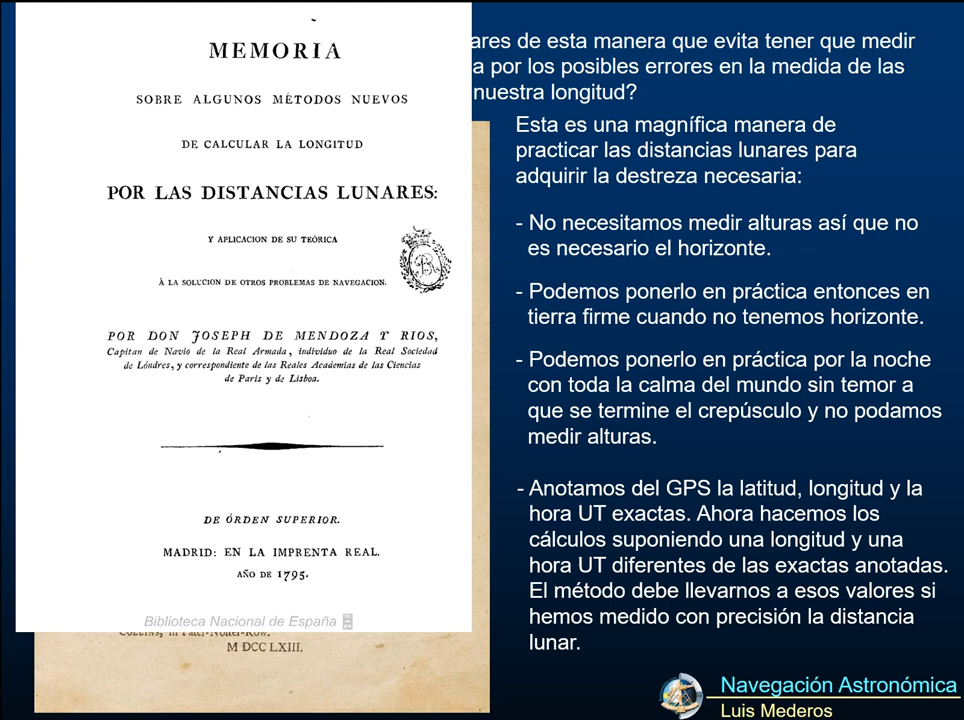 MEMORIA
SOBRE ALGUNOS MÉTODOS NUEVOS
DE CALCULAR LA LONGITUD
POR LAS DISTANCIAS LUNARES:
Y APLICACION DE SU TEÓRICA
À LA SOLUCION DE OTROS PROBLEMAS DE NAVEGACION.
POR DON JOSEPH DE MENDOZA Y RIOS,
Capitan de Navio de la Real Armada, individuo de la Real Sociedad
de Lóndres, y correspondiente de las Reales Academias de las Ciencias
de Paris y de Lisboa.
DE ÓRDEN SUPERIOR.
MADRID: EN LA IMPRENTA REAL.
AÑO DE 1795.
Biblioteca Nacional de España
M DCC LXIII.
de esta manera que evita tener que medir
por los posibles errores en la medida de las
nuestra longitud?
Esta es una magnífica manera de
practicar las distancias lunares para
adquirir la destreza necesaria:
- No necesitamos medir alturas así que no
es necesario el horizonte.
- Podemos ponerlo en práctica entonces en
tierra firme cuando no tenemos horizonte.
- Podemos ponerlo en práctica por la noche
con toda la calma del mundo sin temor a
que se termine el crepúsculo y no podamos
medir alturas.
- Anotamos del GPS la latitud, longitud y la
hora UT exactas. Ahora hacemos los
cálculos suponiendo una longitud y una
hora UT diferentes de las exactas anotadas.
El método debe llevarnos a esos valores si
hemos medido con precisión la distancia
lunar.
Navegación Astronómica
Luis Mederos